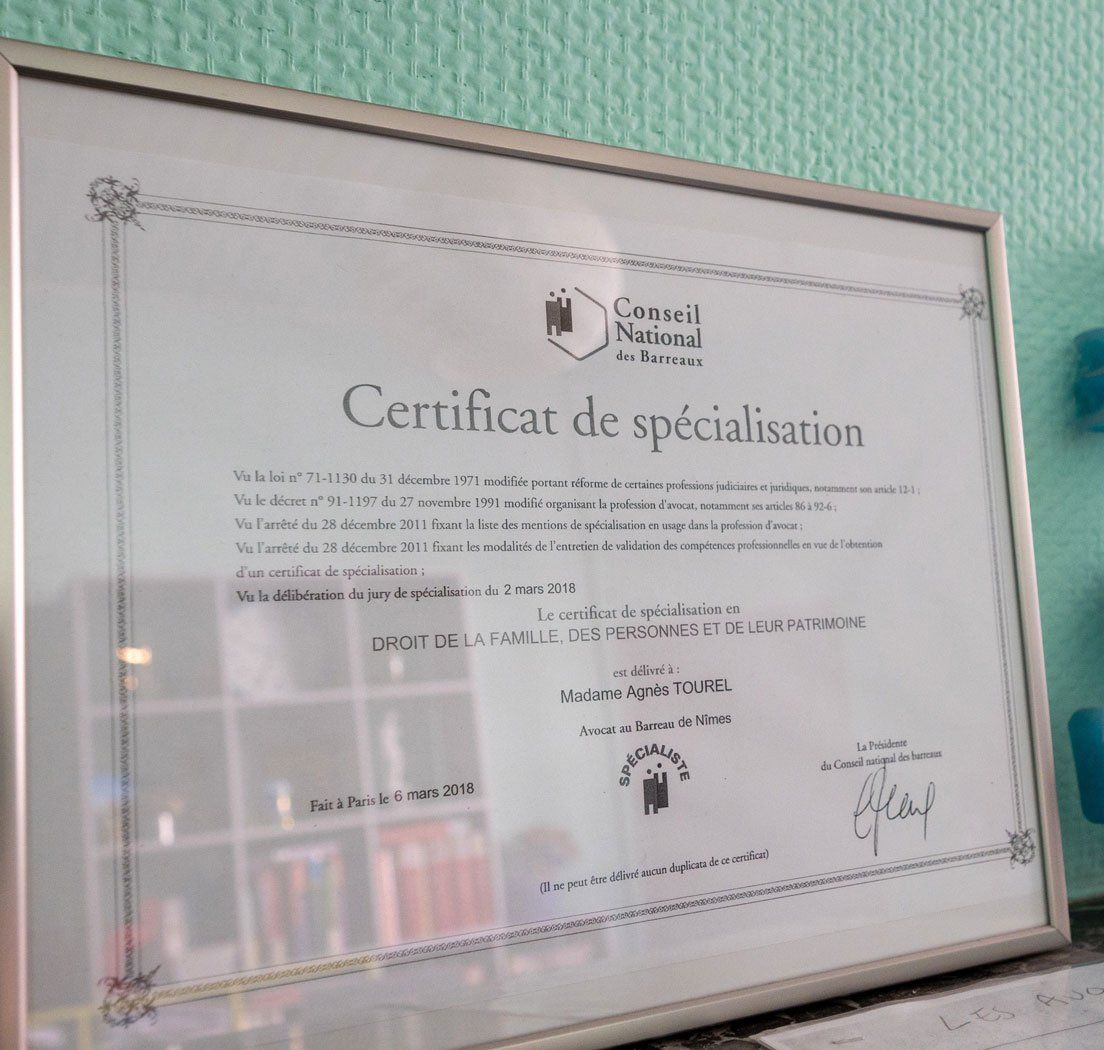 Conseil
National
des Barreaux
Certificat de spécialisation
Vu la loi n° 71-1130 du 31 décembre 1971 modifiée portant réforme de certaines professions judiciaires et juridiques, notamment son article 12-1 ;
Vu le décret n° 91-1197 du 27 novembre 1991 modifié organisant la profession d'avocat, notamment ses articles 86 à 92-6 ;
Vu l'arrêté du 28 décembre 2011 fixant la liste des mentions de spécialisation en usage dans la profession d'avocat ;
Vu l'arrêté du 28 décembre 2011 fixant les modalités de l'entretien de validation des compétences professionnelles en vue de l'obtention
d'un certificat de spécialisation ;
Vu la délibération du jury de spécialisation du 2 mars 2018
Le certificat de spécialisation en
DROIT DE LA FAMILLE, DES PERSONNES ET DE LEUR PATRIMOINE
est délivré à :
Madame Agnès TOUREL
Avocat au Barreau de Nîmes
SPÉCIALISTE
La Présidente
du Conseil national des barreaux
Fait à Paris le 6 mars 2018
(Il ne peut être délivré aucun duplicata de ce certificat)
LES